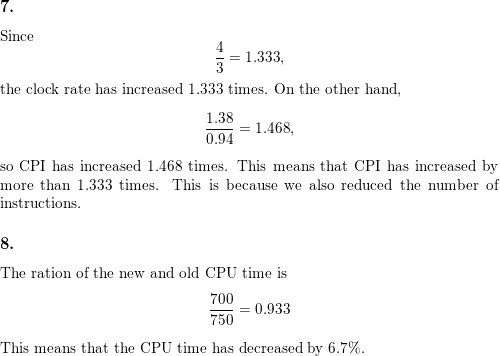 7.
Since
4/3 = 1.333,
the clock rate has increased 1.333 times. On the other hand,
1.38/0.94 = 1.468,
so CPI has increased 1.468 times. This means that CPI has increased by
more than 1.333 times. This is because we also reduced the number of
instructions.
8.
The ration of the new and old CPU time is
700/750 = 0.933
This means that the CPU time has decreased by 6.7%.